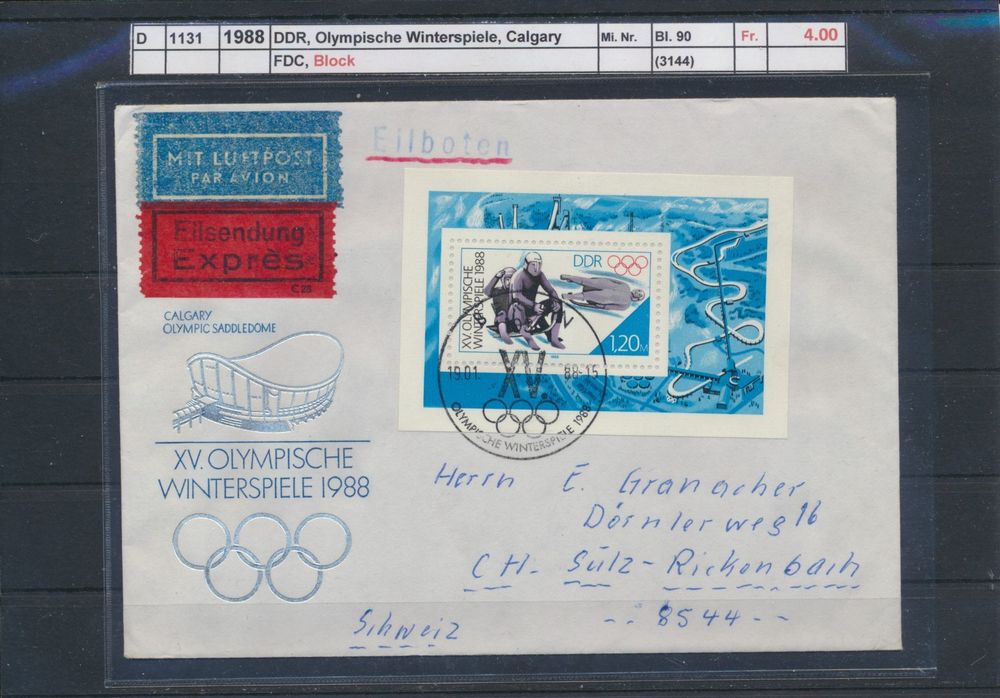 D 1131 1988 DDR, Olympische Winterspiele, Calgary Mi. Nr. Bl. 90 Fr. 4.00
FDC, Block (3144)
MIT LUFTPOST
PAR AVION
Eilsendung
Exprès
C 28
Eilboten
CALGARY
OLYMPIC SADDLEDOME
XV. OLYMPISCHE
WINTERSPIELE 1988
DDR
XV. OLYMPISCHE
WINTERSPIELE 1988
1,20 M
1988
19.01. 88-15
XV.
OLYMPISCHE WINTERSPIELE 1988
Herrn E. Granacher
Dörnlerweg 16
CH. Sulz-Rickenbach
-- 8544 --
Schweiz